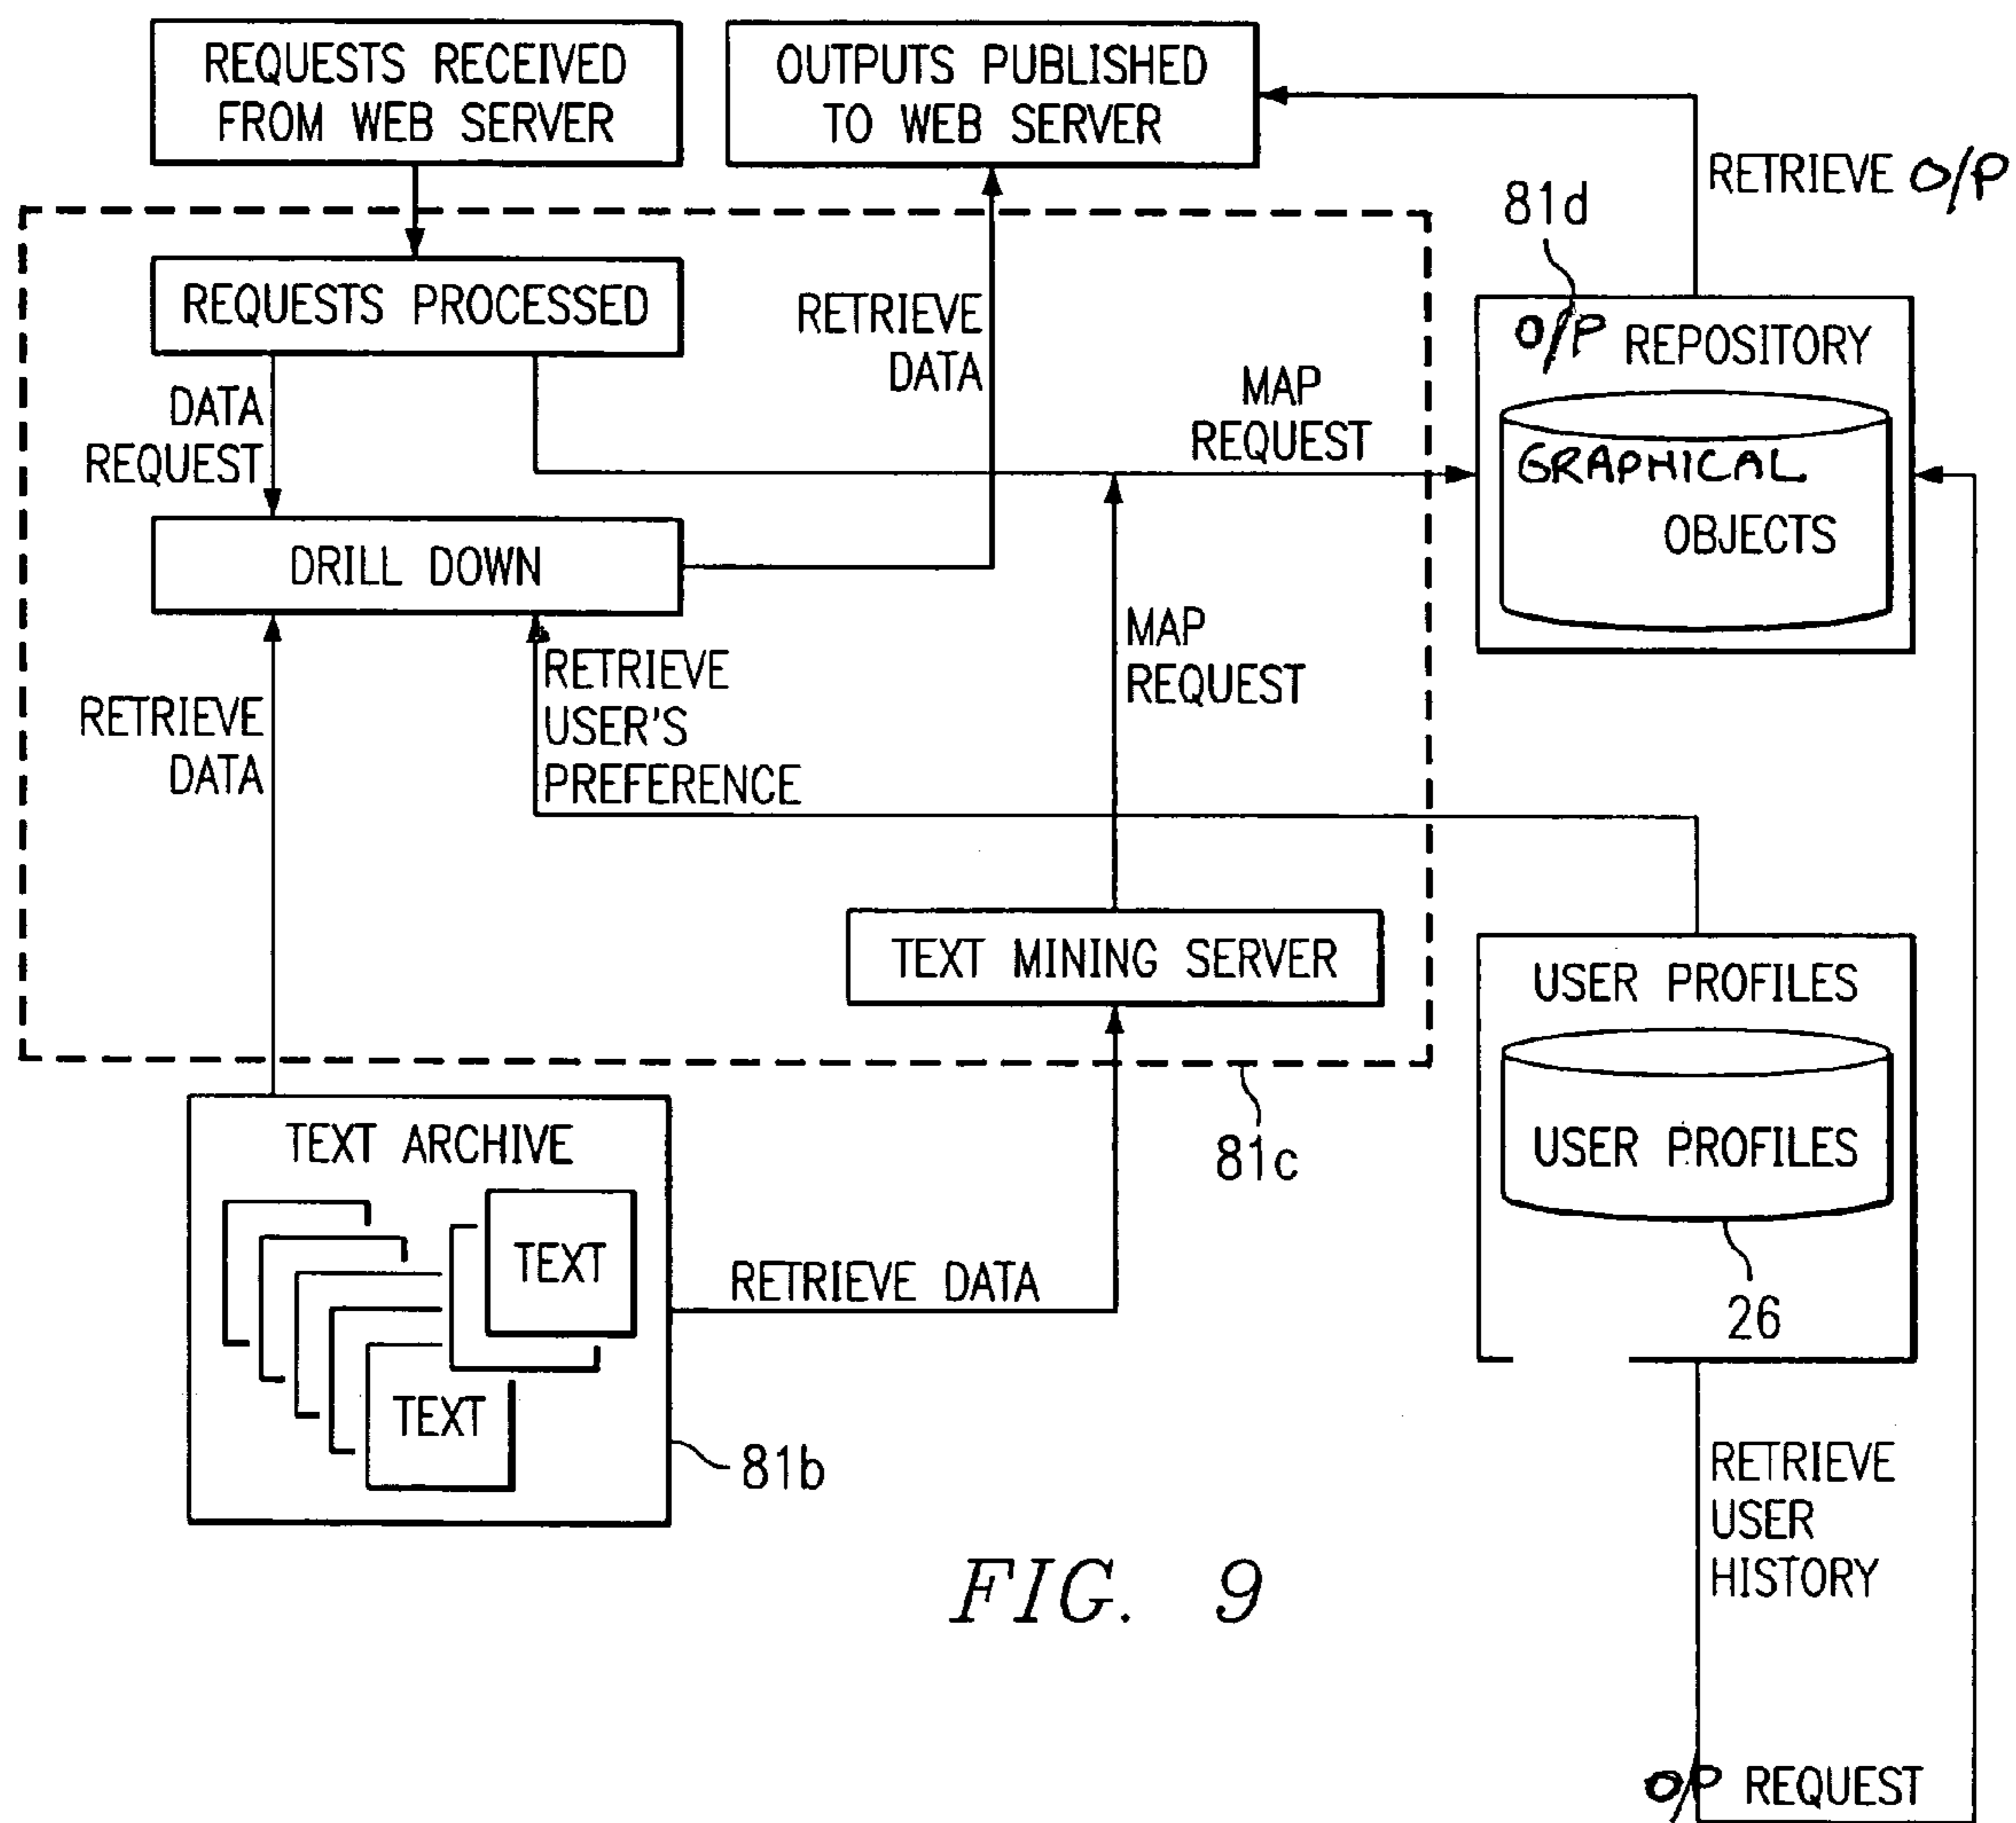 REQUESTS RECEIVED
FROM WEB SERVER
OUTPUTS PUBLISHED
TO WEB SERVER
RETRIEVE O/P
81d
REQUESTS PROCESSED
RETRIEVE
DATA
O/P REPOSITORY
DATA
REQUEST
MAP
REQUEST
GRAPHICAL
OBJECTS
DRILL DOWN
MAP
REQUEST
RETRIEVE
USER'S
PREFERENCE
RETRIEVE
DATA
TEXT MINING SERVER
USER PROFILES
USER PROFILES
26
81c
TEXT ARCHIVE
TEXT
TEXT
RETRIEVE DATA
81b
RETRIEVE
USER
HISTORY
O/P REQUEST
FIG. 9